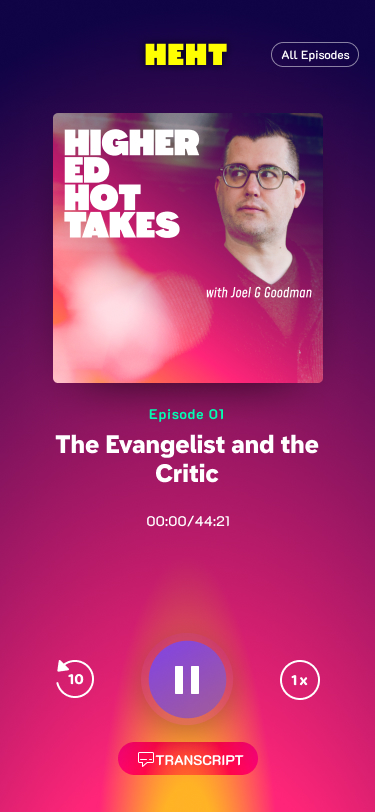 HEHT
All Episodes
HIGHER
ED
HOT
TAKES
with Joel G Goodman
Episode 01
The Evangelist and the
Critic
00:00/44:21
10
1x
TRANSCRIPT